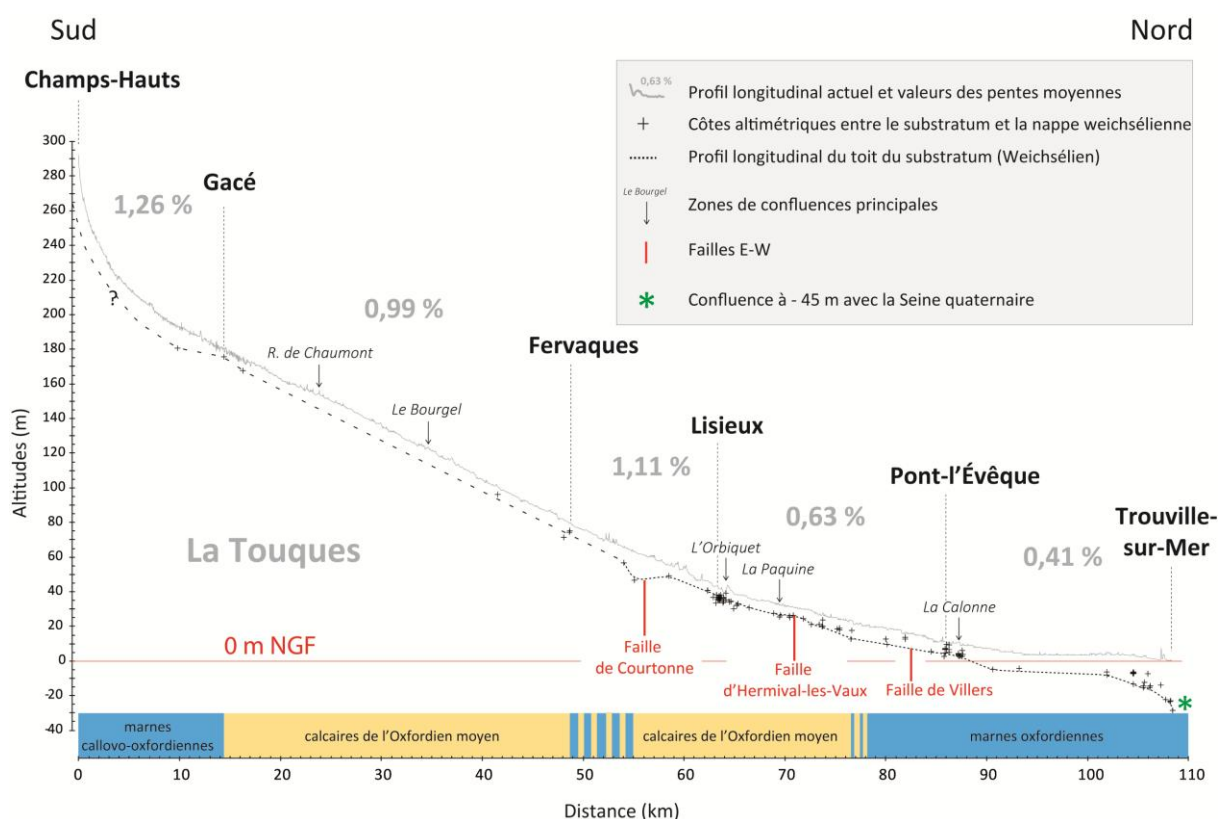 Sud
Nord
Champs-Hauts
0,63 %
Profil longitudinal actuel et valeurs des pentes moyennes
Côtes altimétriques entre le substratum et la nappe weichsélienne
Profil longitudinal du toit du substratum (Weichsélien)
Le Bourgel
Zones de confluences principales
Failles E-W
Confluence à - 45 m avec la Seine quaternaire
Gacé
1,26 %
0,99 %
R. de Chaumont
Le Bourgel
Fervaques
1,11 %
Lisieux
0,63 %
Pont-l'Évêque
0,41 %
Trouville-
sur-Mer
L'Orbiquet
La Paquine
La Calonne
?
La Touques
0 m NGF
Faille
de Courtonne
Faille
d'Hermival-les-Vaux
Faille de Villers
Altitudes (m)
300
280
260
240
220
200
180
160
140
120
100
80
60
40
20
0
-20
-40
marnes
callovo-oxfordiennes
calcaires de l'Oxfordien moyen
calcaires de l'Oxfordien moyen
marnes oxfordiennes
0 10 20 30 40 50 60 70 80 90 100 110
Distance (km)